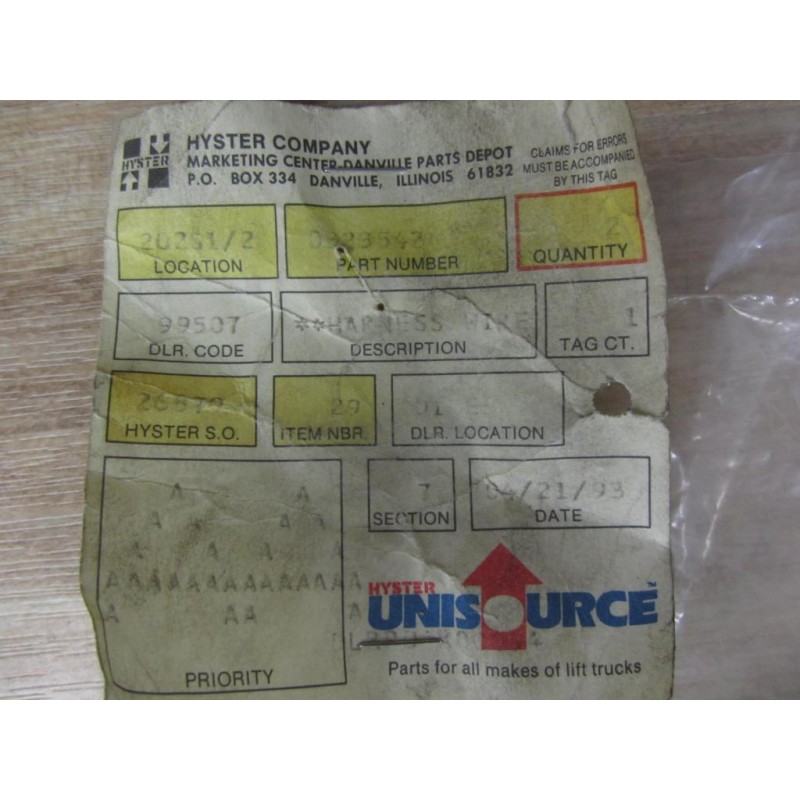 HYSTER
HYSTER COMPANY
MARKETING CENTER-DANVILLE PARTS DEPOT
P.O. BOX 334 DANVILLE, ILLINOIS 61832
CLAIMS FOR ERRORS
MUST BE ACCOMPANIED
BY THIS TAG
202S1/2
LOCATION
PART NUMBER
2
QUANTITY
99507
DLR. CODE
**HARNESS WIRE
DESCRIPTION
1
TAG CT.
HYSTER S.O.
29
ITEM NBR.
01
DLR. LOCATION
PRIORITY
7
SECTION
04/21/93
DATE
HYSTER
UNISOURCE™
Parts for all makes of lift trucks